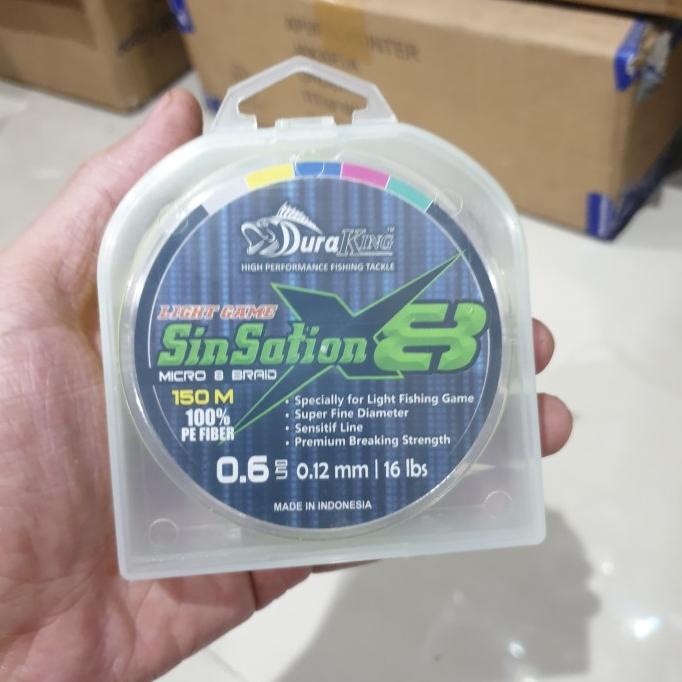 DuraKing™
HIGH PERFORMANCE FISHING TACKLE
LIGHT GAME
SinSation X8
MICRO 8 BRAID
150 M
100%
PE FIBER
• Specially for Light Fishing Game
• Super Fine Diameter
• Sensitif Line
• Premium Breaking Strength
0.6 0.12 mm | 16 lbs
MADE IN INDONESIA